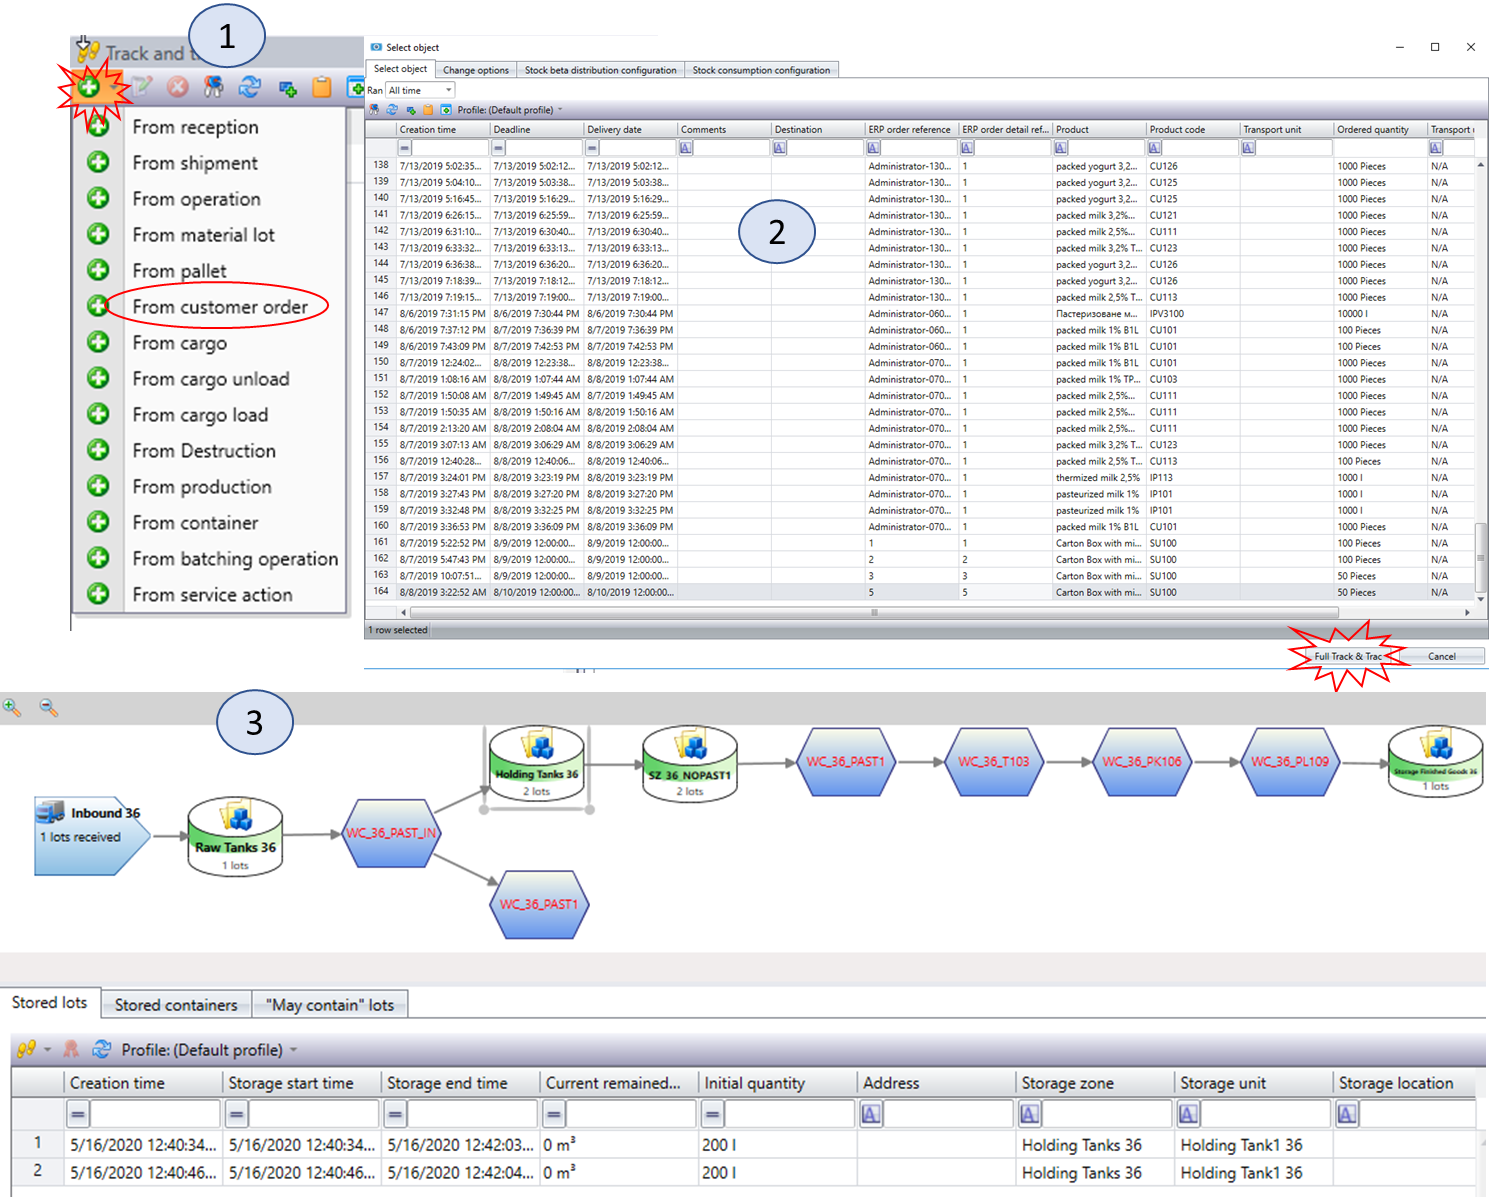 1
Track and t
From reception
From shipment
From operation
From material lot
From pallet
From customer order
From cargo
From cargo unload
From cargo load
From Destruction
From production
From container
From batching operation
From service action
Select object
Select object Change options Stock beta distribution configuration Stock consumption configuration
Ran All time
Profile: (Default profile)
Creation time Deadline Delivery date Comments Destination ERP order reference ERP order detail ref... Product Product code Transport unit Ordered quantity Transport
138 7/13/2019 5:02:35... 7/13/2019 5:02:12... 7/13/2019 5:02:12... Administrator-130... 1 packed yogurt 3,2... CU126 1000 Pieces N/A
139 7/13/2019 5:04:10... 7/13/2019 5:03:38... 7/13/2019 5:03:38... Administrator-130... 1 packed yogurt 3,2... CU125 1000 Pieces N/A
140 7/13/2019 5:16:45... 7/13/2019 5:16:29... 7/13/2019 5:16:29... Administrator-130... 1 packed yogurt 3,2... CU125 1000 Pieces N/A
141 7/13/2019 6:26:15... 7/13/2019 6:25:59... 7/13/2019 6:25:59... Administrator-130... 1 packed milk 3,2%... CU121 1000 Pieces N/A
142 7/13/2019 6:31:10... 7/13/2019 6:30:40... 7/13/2019 6:30:40... Administrator-130... 1 packed milk 2,5%... CU111 1000 Pieces N/A
143 7/13/2019 6:33:32... 7/13/2019 6:33:13... 7/13/2019 6:33:13... Administrator-130... 1 packed milk 3,2% T... CU123 1000 Pieces N/A
144 7/13/2019 6:36:38... 7/13/2019 6:36:20... 7/13/2019 6:36:20... Administrator-130... 1 packed yogurt 3,2... CU126 1000 Pieces N/A
145 7/13/2019 7:18:39... 7/13/2019 7:18:12... 7/13/2019 7:18:12... Administrator-130... 1 packed yogurt 3,2... CU126 1000 Pieces N/A
146 7/13/2019 7:19:15... 7/13/2019 7:19:00... 7/13/2019 7:19:00... Administrator-130... 1 packed milk 2,5% T... CU113 1000 Pieces N/A
147 8/6/2019 7:31:15 PM 8/6/2019 7:30:44 PM 8/6/2019 7:30:44 PM Administrator-060... 1 Пастеризоване м... IPV3100 10000 l N/A
148 8/6/2019 7:37:12 PM 8/7/2019 7:36:39 PM 8/7/2019 7:36:39 PM Administrator-060... 1 packed milk 1% B1L CU101 100 Pieces N/A
149 8/6/2019 7:43:09 PM 8/7/2019 7:42:53 PM 8/7/2019 7:42:53 PM Administrator-060... 1 packed milk 1% B1L CU101 100 Pieces N/A
150 8/7/2019 12:24:02... 8/8/2019 12:23:38... 8/8/2019 12:23:38... Administrator-070... 1 packed milk 1% B1L CU101 1000 Pieces N/A
151 8/7/2019 1:08:16 AM 8/8/2019 1:07:44 AM 8/8/2019 1:07:44 AM Administrator-070... 1 packed milk 1% TP... CU103 1000 Pieces N/A
152 8/7/2019 1:50:08 AM 8/7/2019 1:49:45 AM 8/7/2019 1:49:45 AM Administrator-070... 1 packed milk 2,5%... CU111 1000 Pieces N/A
153 8/7/2019 1:50:35 AM 8/8/2019 1:50:16 AM 8/8/2019 1:50:16 AM Administrator-070... 1 packed milk 2,5%... CU111 1000 Pieces N/A
154 8/7/2019 2:13:20 AM 8/8/2019 2:08:04 AM 8/8/2019 2:08:04 AM Administrator-070... 1 packed milk 2,5%... CU111 1000 Pieces N/A
155 8/7/2019 3:07:13 AM 8/8/2019 3:06:29 AM 8/8/2019 3:06:29 AM Administrator-070... 1 packed milk 3,2% T... CU123 1000 Pieces N/A
156 8/7/2019 12:40:28... 8/8/2019 12:40:06... 8/8/2019 12:40:06... Administrator-070... 1 packed milk 2,5% T... CU113 100 Pieces N/A
157 8/7/2019 3:24:01 PM 8/8/2019 3:23:19 PM 8/8/2019 3:23:19 PM Administrator-070... 1 thermized milk 2,5% IP113 1000 l N/A
158 8/7/2019 3:27:43 PM 8/8/2019 3:27:20 PM 8/8/2019 3:27:20 PM Administrator-070... 1 pasteurized milk 1% IP101 1000 l N/A
159 8/7/2019 3:32:48 PM 8/8/2019 3:32:25 PM 8/8/2019 3:32:25 PM Administrator-070... 1 pasteurized milk 1% IP101 1000 l N/A
160 8/7/2019 3:36:53 PM 8/8/2019 3:36:09 PM 8/8/2019 3:36:09 PM Administrator-070... 1 packed milk 1% B1L CU101 1000 Pieces N/A
161 8/7/2019 5:22:52 PM 8/9/2019 12:00:00... 8/9/2019 12:00:00... 1 1 Carton Box with mi... SU100 100 Pieces N/A
162 8/7/2019 5:47:43 PM 8/9/2019 12:00:00... 8/9/2019 12:00:00... 2 2 Carton Box with mi... SU100 100 Pieces N/A
163 8/7/2019 10:07:51... 8/9/2019 12:00:00... 8/9/2019 12:00:00... 3 3 Carton Box with mi... SU100 50 Pieces N/A
164 8/8/2019 3:22:52 AM 8/10/2019 12:00:00... 8/10/2019 12:00:00... 5 5 Carton Box with mi... SU100 50 Pieces N/A
2
1 row selected
Full Track & Trac Cancel
3
Inbound 36
1 lots received
Raw Tanks 36
1 lots
WC_36_PAST_IN
Holding Tanks 36
2 lots
SZ_36_NOPAST1
2 lots
WC_36_PAST1
WC_36_T103
WC_36_PK106
WC_36_PL109
Storage Finished Goods 36
1 lots
WC_36_PAST1
Stored lots Stored containers "May contain" lots
Profile: (Default profile)
Creation time Storage start time Storage end time Current remained... Initial quantity Address Storage zone Storage unit Storage location
1 5/16/2020 12:40:34... 5/16/2020 12:40:34... 5/16/2020 12:42:03... 0 m³ 200 l Holding Tanks 36 Holding Tank1 36
2 5/16/2020 12:40:46... 5/16/2020 12:40:46... 5/16/2020 12:42:04... 0 m³ 200 l Holding Tanks 36 Holding Tank1 36